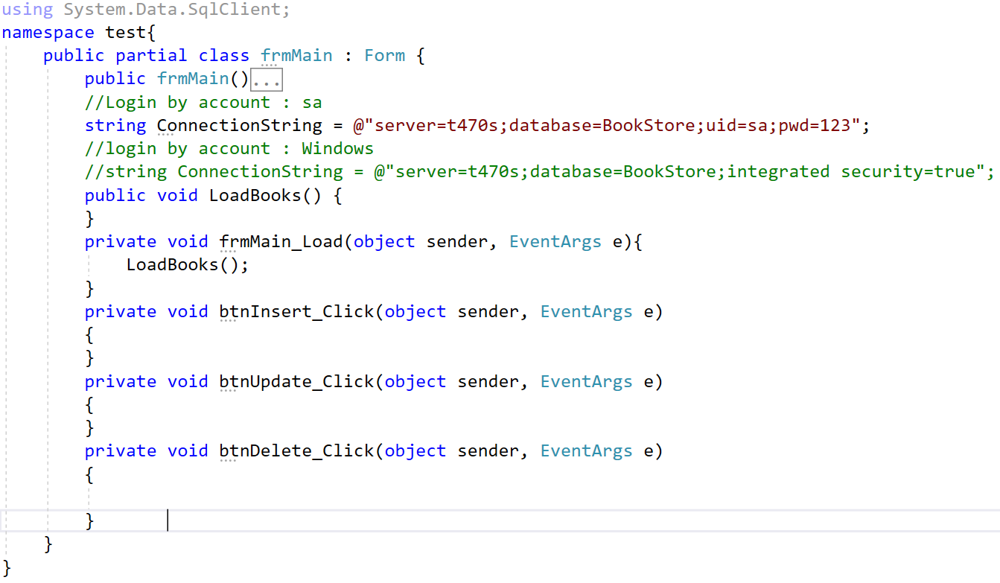 using System.Data.SqlClient;
namespace test{
    public partial class frmMain : Form {
        public frmMain()...
        //Login by account : sa
        string ConnectionString = @"server=t470s;database=BookStore;uid=sa;pwd=123";
        //login by account : Windows
        //string ConnectionString = @"server=t470s;database=BookStore;integrated security=true";
        public void LoadBooks() {
        }
        private void frmMain_Load(object sender, EventArgs e){
            LoadBooks();
        }
        private void btnInsert_Click(object sender, EventArgs e)
        {
        }
        private void btnUpdate_Click(object sender, EventArgs e)
        {
        }
        private void btnDelete_Click(object sender, EventArgs e)
        {

        }
    }
}